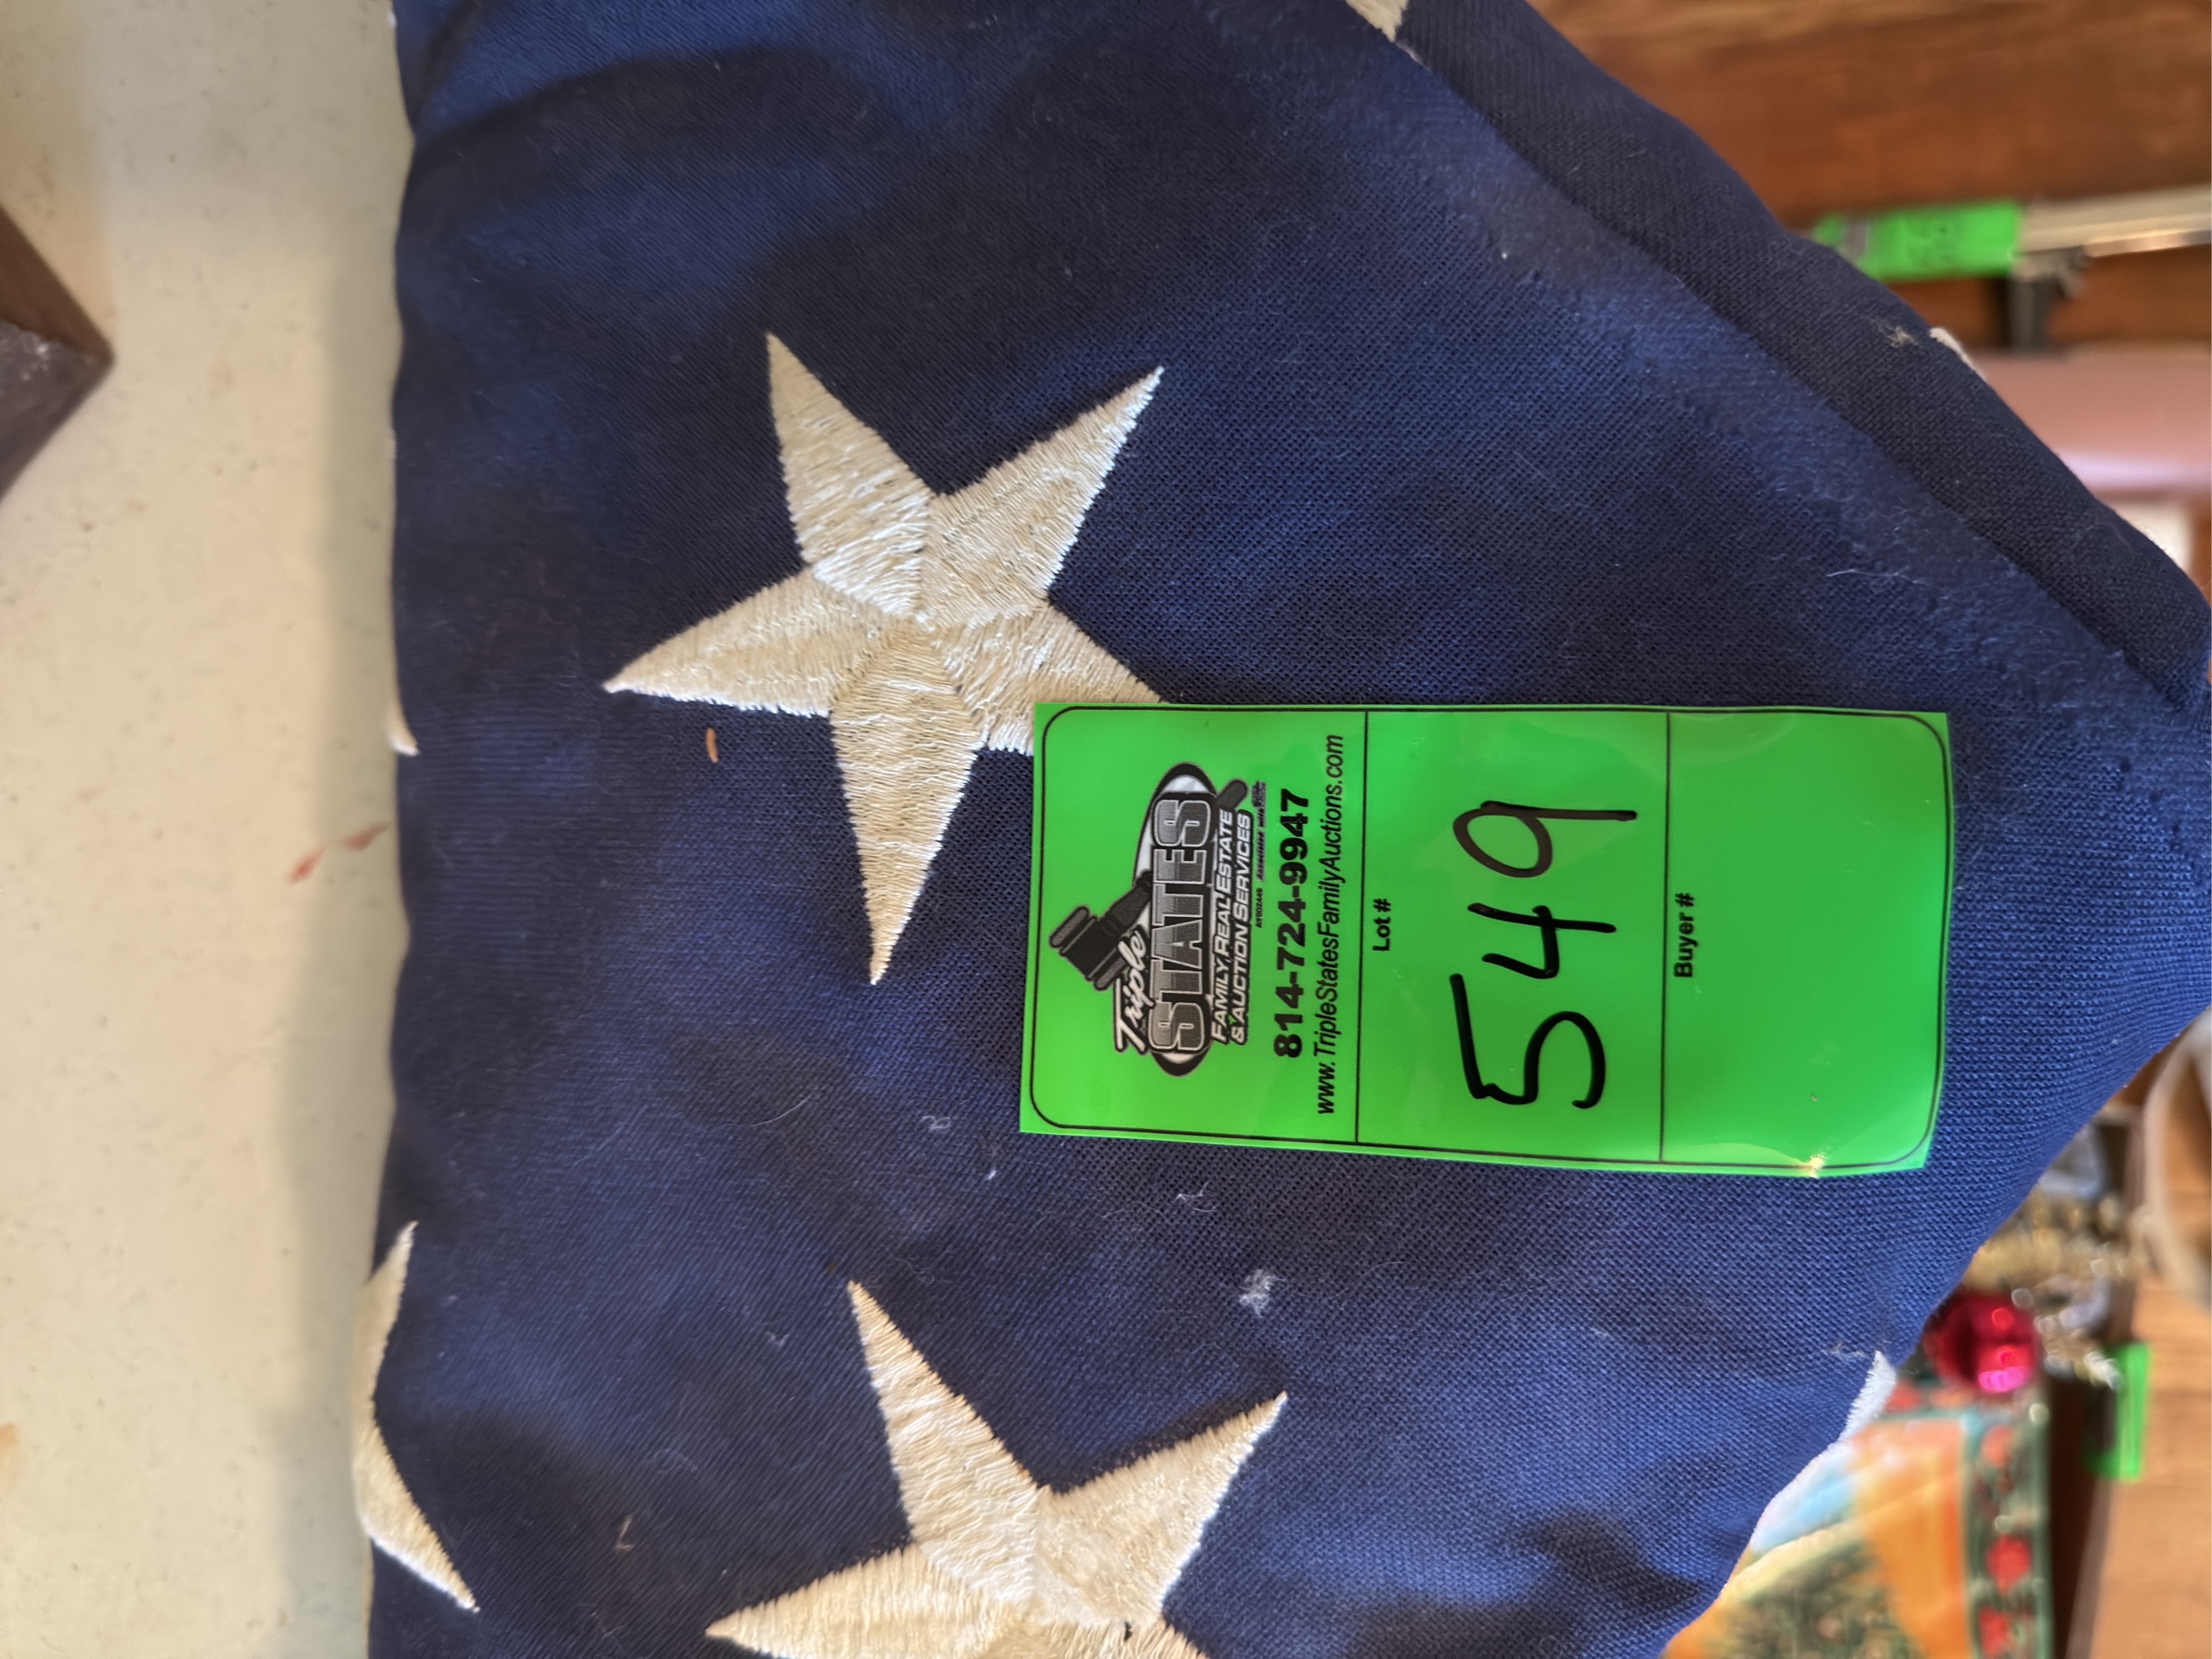 Triple
STATES
FAMILY REAL ESTATE
& AUCTION SERVICES
814-724-9947
www.TripleStatesFamilyAuctions.com
Lot #
549
Buyer #